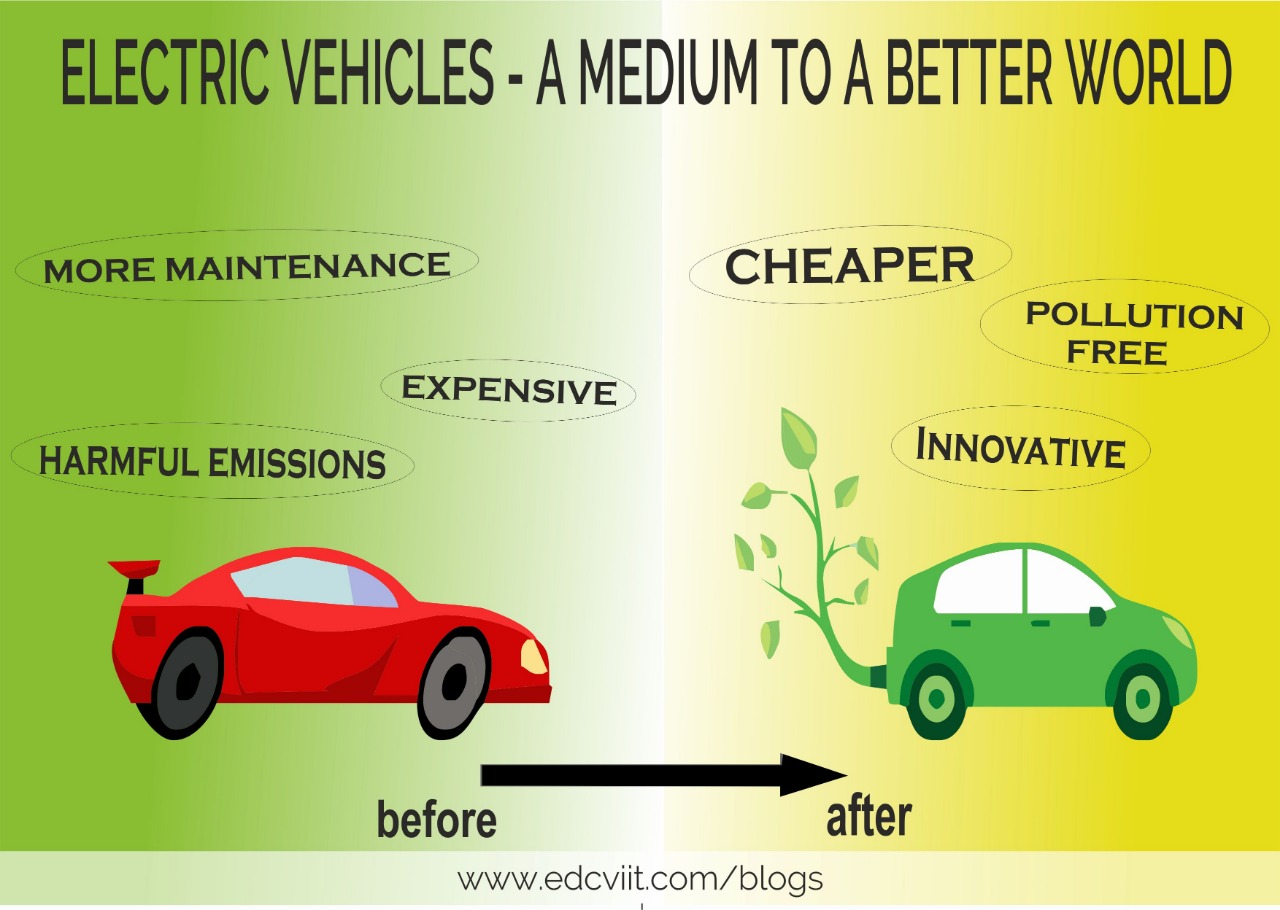 ELECTRIC VEHICLES - A MEDIUM TO A BETTER WORLD
MORE MAINTENANCE
EXPENSIVE
HARMFUL EMISSIONS
CHEAPER
POLLUTION
FREE
INNOVATIVE
before
after
www.edcviit.com/blogs